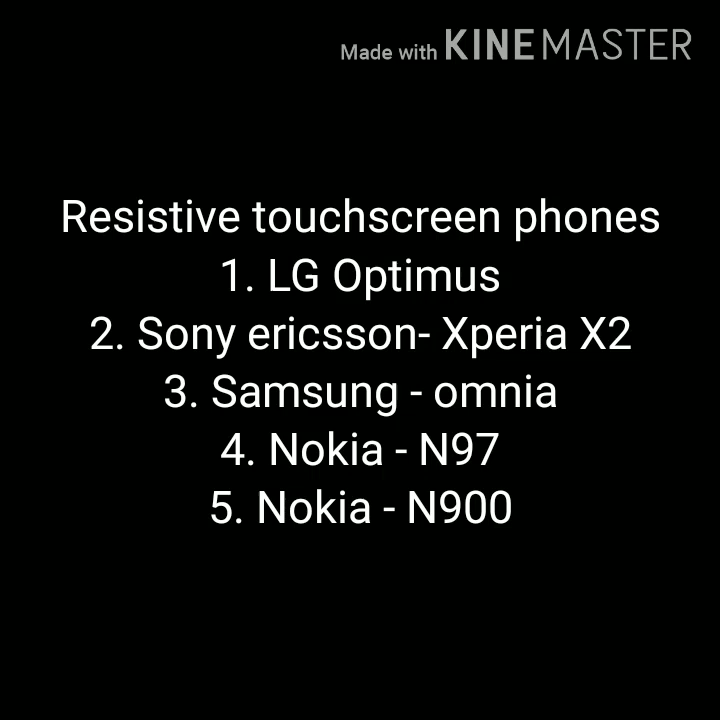 Made with KINEMASTER
Resistive touchscreen phones
1. LG Optimus
2. Sony ericsson- Xperia X2
3. Samsung - omnia
4. Nokia - N97
5. Nokia - N900